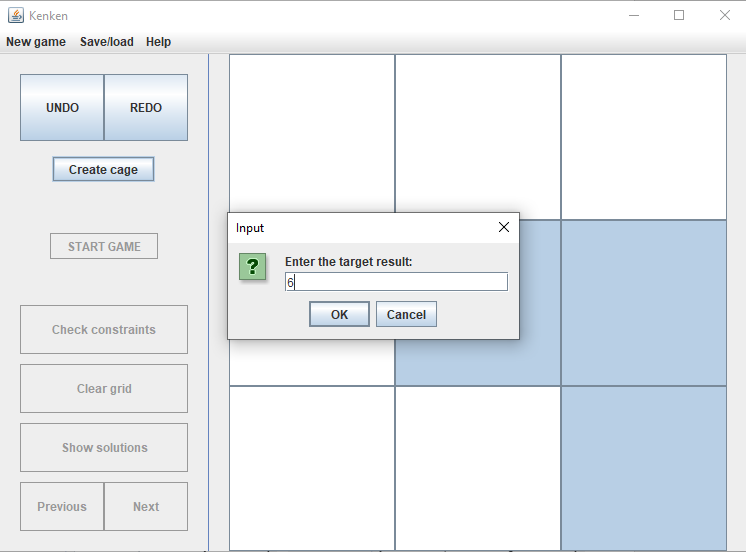 Kenken
New game Save/load Help
UNDO REDO
Create cage
START GAME
Check constraints
Clear grid
Show solutions
Previous Next
Input
?
Enter the target result:
6
OK Cancel